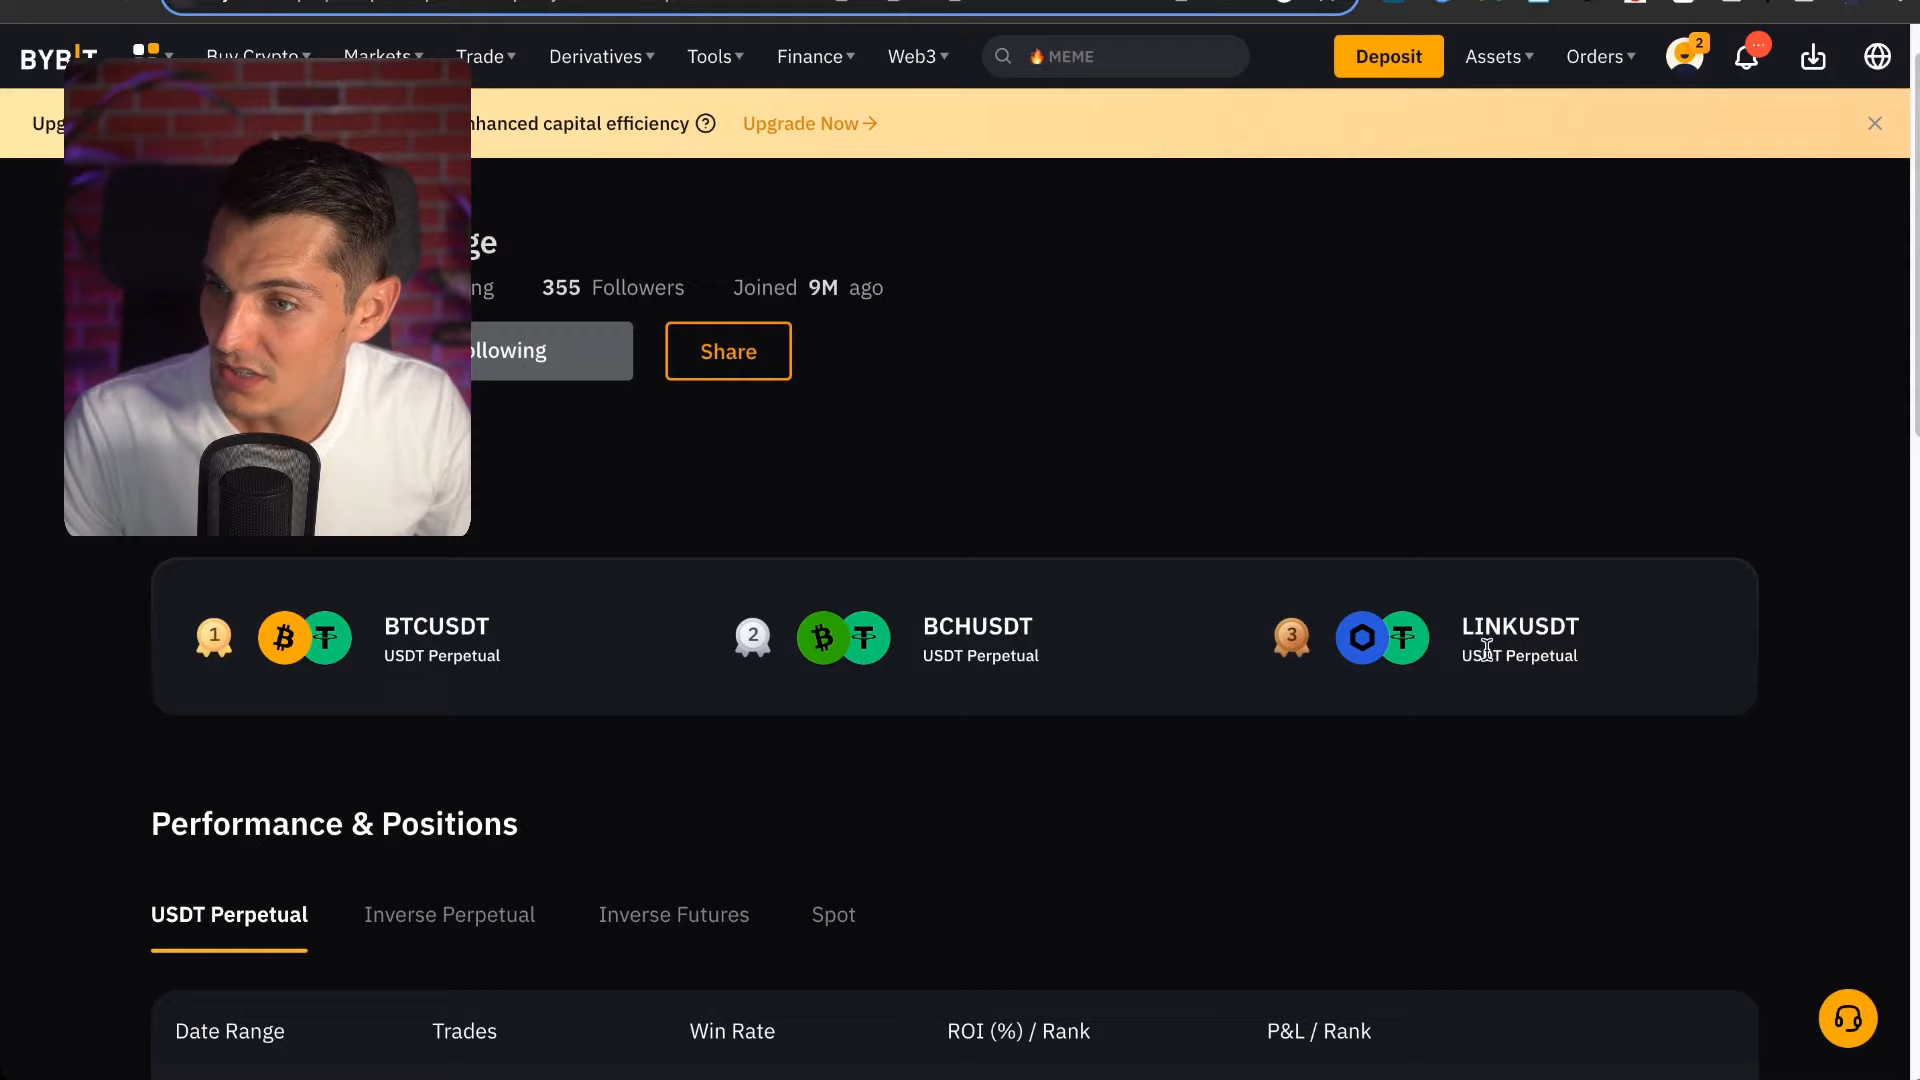 BYBIT Buy Crypto Markets Trade Derivatives Tools Finance Web3 MEME Deposit Assets Orders 2
Upg nhanced capital efficiency ? Upgrade Now →
ge
ng 355 Followers Joined 9M ago
ollowing Share
1 BTCUSDT 2 BCHUSDT 3 LINKUSDT
USDT Perpetual USDT Perpetual USDT Perpetual
Performance & Positions
USDT Perpetual Inverse Perpetual Inverse Futures Spot
Date Range Trades Win Rate ROI (%) / Rank P&L / Rank